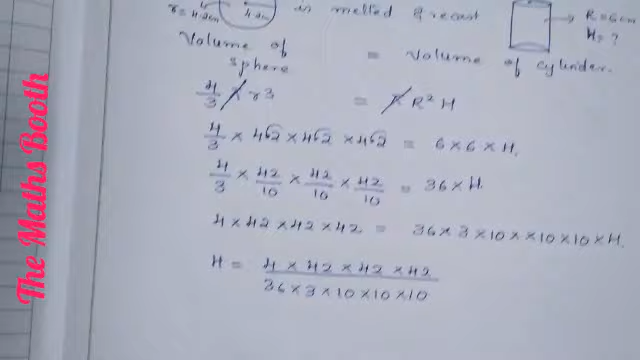 r = 4.2cm 4.2cm is melted & recast R = 6cm
H = ?
Volume of sphere = Volume of cylinder.
4/3 π r3 = π R² H
4/3 × 4.2 × 4.2 × 4.2 = 6 × 6 × H.
4/3 × 42/10 × 42/10 × 42/10 = 36 × H.
4 × 42 × 42 × 42 = 36 × 3 × 10 × × 10 × 10 × H.
H = 4 × 42 × 42 × 42 / 36 × 3 × 10 × 10 × 10
The Maths Booth